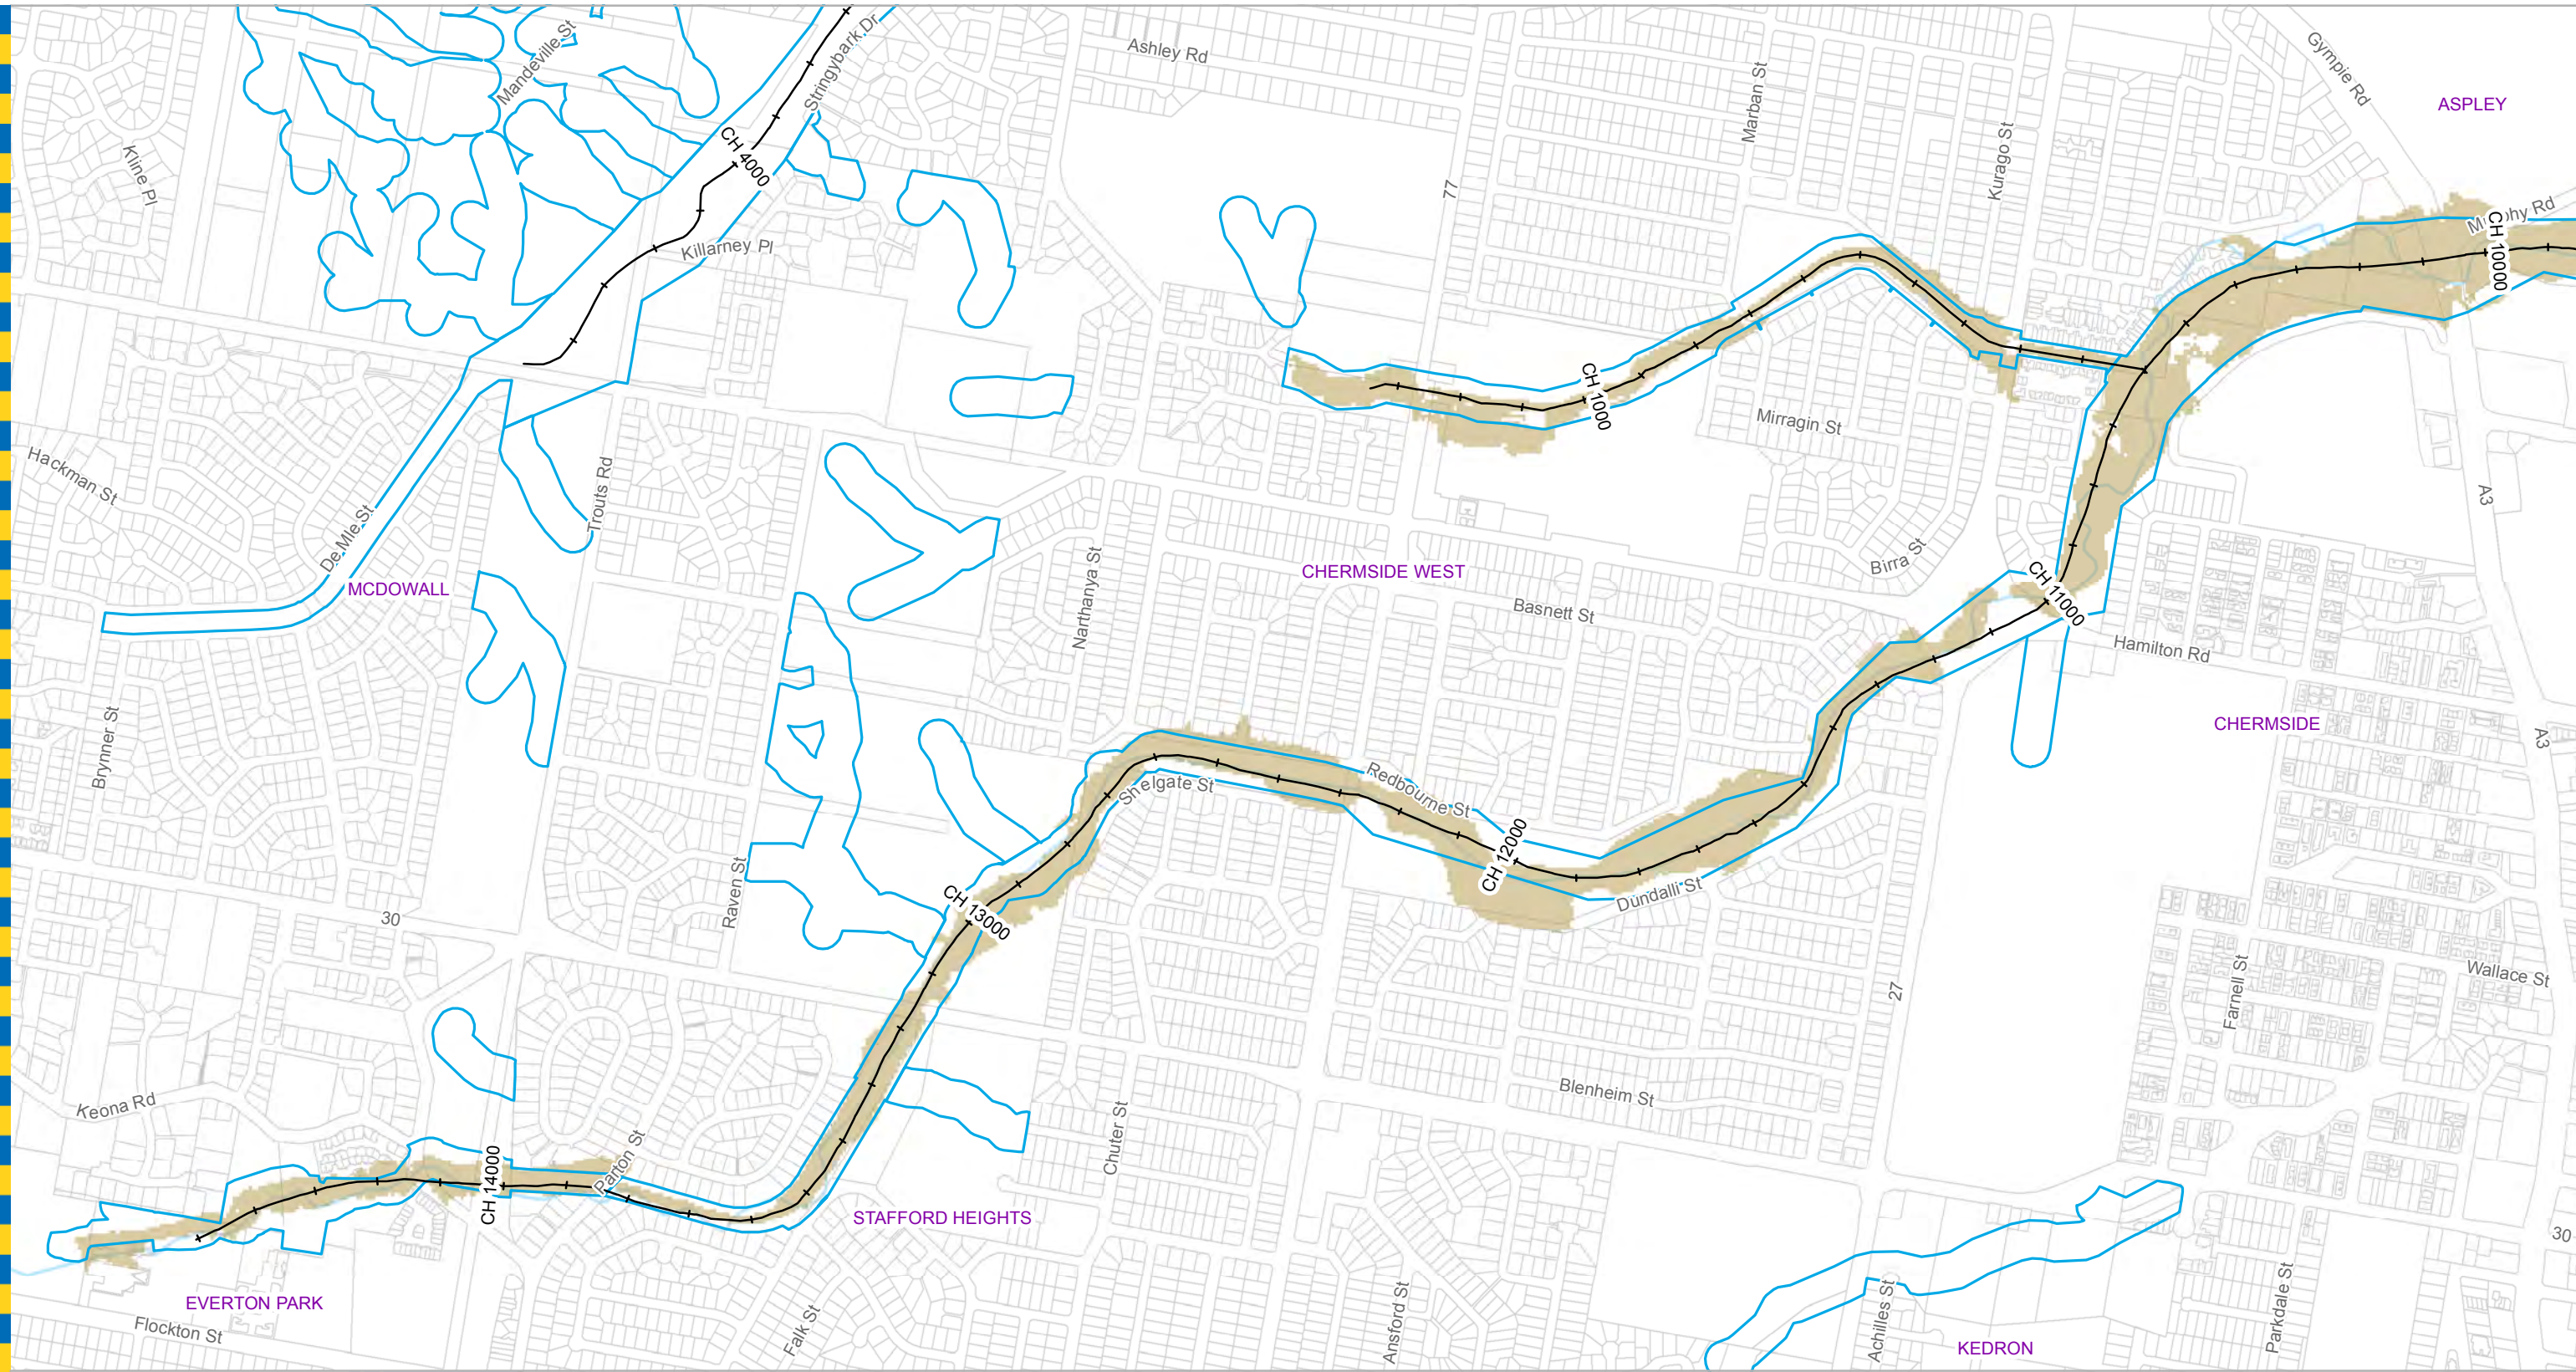 Mandeville St
Stringybark Dr
Ashley Rd
Marban St
Gympie Rd
ASPLEY
Kline Pl
CH 4000
Kurago St
77
Murphy Rd
CH 10000
Killarney Pl
CH 1000
Mirragin St
Hackman St
Trouts Rd
A3
De Mle St
MCDOWALL
Narthanya St
CHERMSIDE WEST
Basnett St
Birra St
CH 11000
Hamilton Rd
CHERMSIDE
A3
Brynner St
Shelgate St
Redbourne St
CH 12000
Dundalli St
Raven St
CH 13000
30
27
Farnell St
Wallace St
Keona Rd
Parton St
Chuter St
Blenheim St
CH 14000
STAFFORD HEIGHTS
30
EVERTON PARK
Flockton St
Falk St
Ansford St
Achilles St
KEDRON
Parkdale St